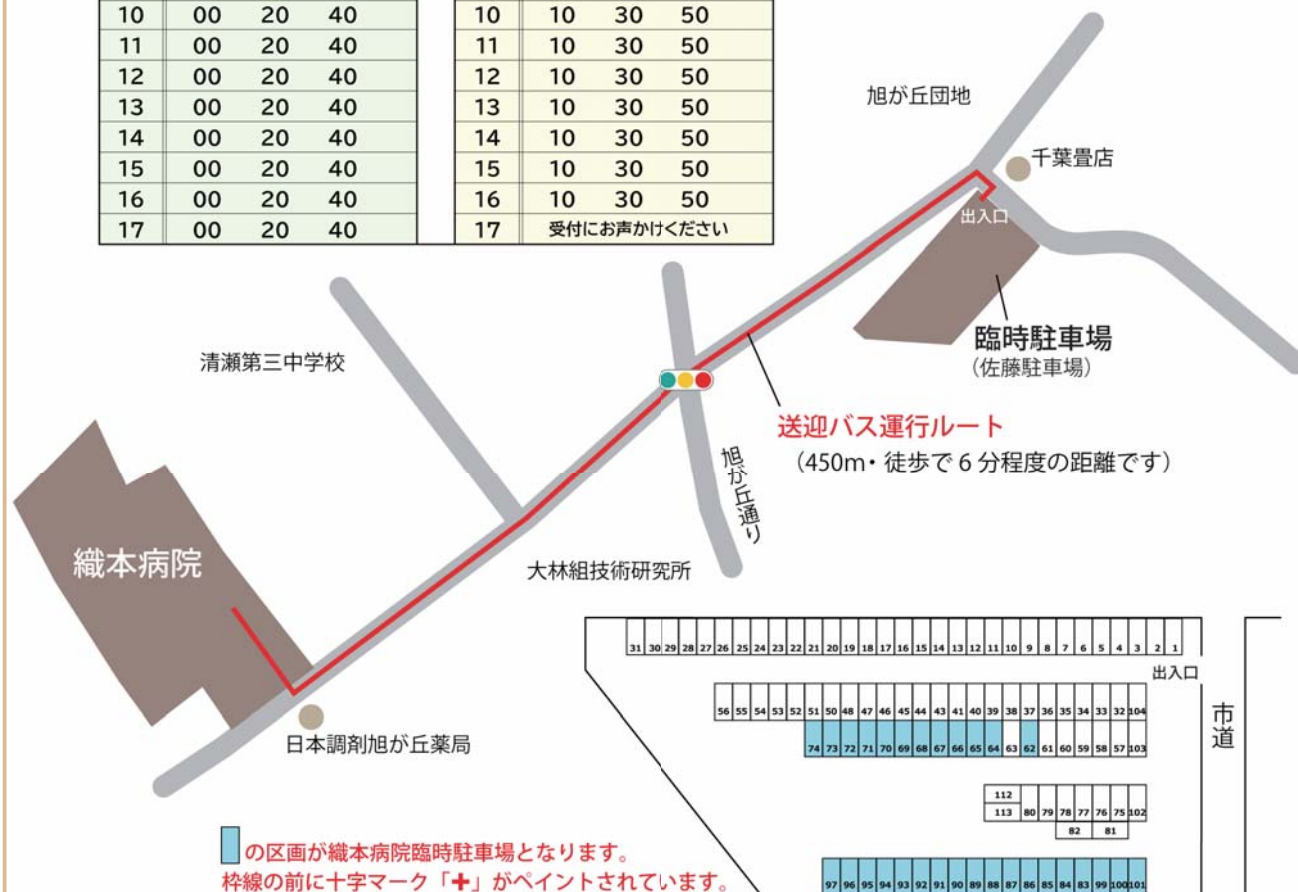 10 00 20 40
11 00 20 40
12 00 20 40
13 00 20 40
14 00 20 40
15 00 20 40
16 00 20 40
17 00 20 40
10 10 30 50
11 10 30 50
12 10 30 50
13 10 30 50
14 10 30 50
15 10 30 50
16 10 30 50
17 受付にお声かけください
旭が丘団地
千葉畳店
出入口
臨時駐車場
（佐藤駐車場）
清瀬第三中学校
送迎バス運行ルート
（450m・徒歩で6分程度の距離です）
旭が丘通り
織本病院
大林組技術研究所
日本調剤旭が丘薬局
31 30 29 28 27 26 25 24 23 22 21 20 19 18 17 16 15 14 13 12 11 10 9 8 7 6 5 4 3 2 1
出入口
市道
56 55 54 53 52 51 50 48 47 46 45 44 43 41 40 39 38 37 36 35 34 33 32 104
74 73 72 71 70 69 68 67 66 65 64 63 62 61 60 59 58 57 103
112
113 80 79 78 77 76 75 102
82 81
97 96 95 94 93 92 91 90 89 88 87 86 85 84 83 99 100 101
の区画が織本病院臨時駐車場となります。
枠線の前に十字マーク「✚」がペイントされています。